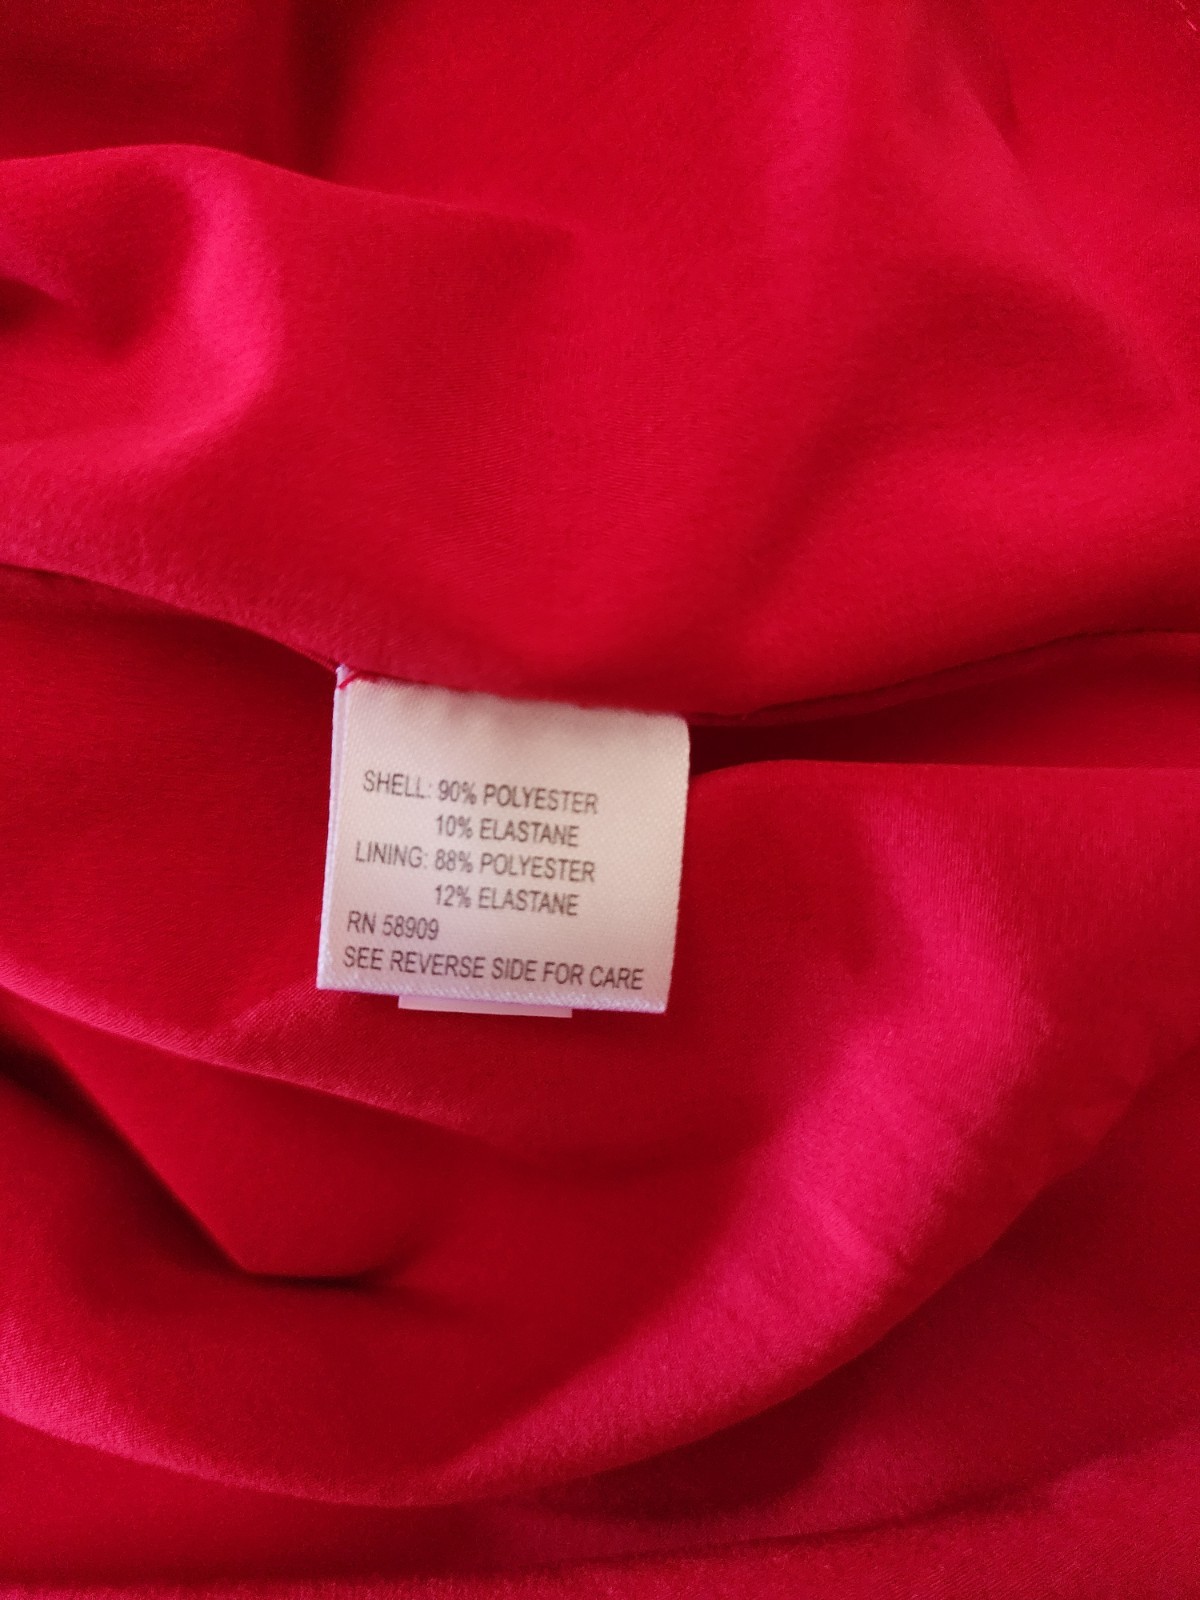 SHELL: 90% POLYESTER
10% ELASTANE
LINING: 88% POLYESTER
12% ELASTANE
RN 58909
SEE REVERSE SIDE FOR CARE